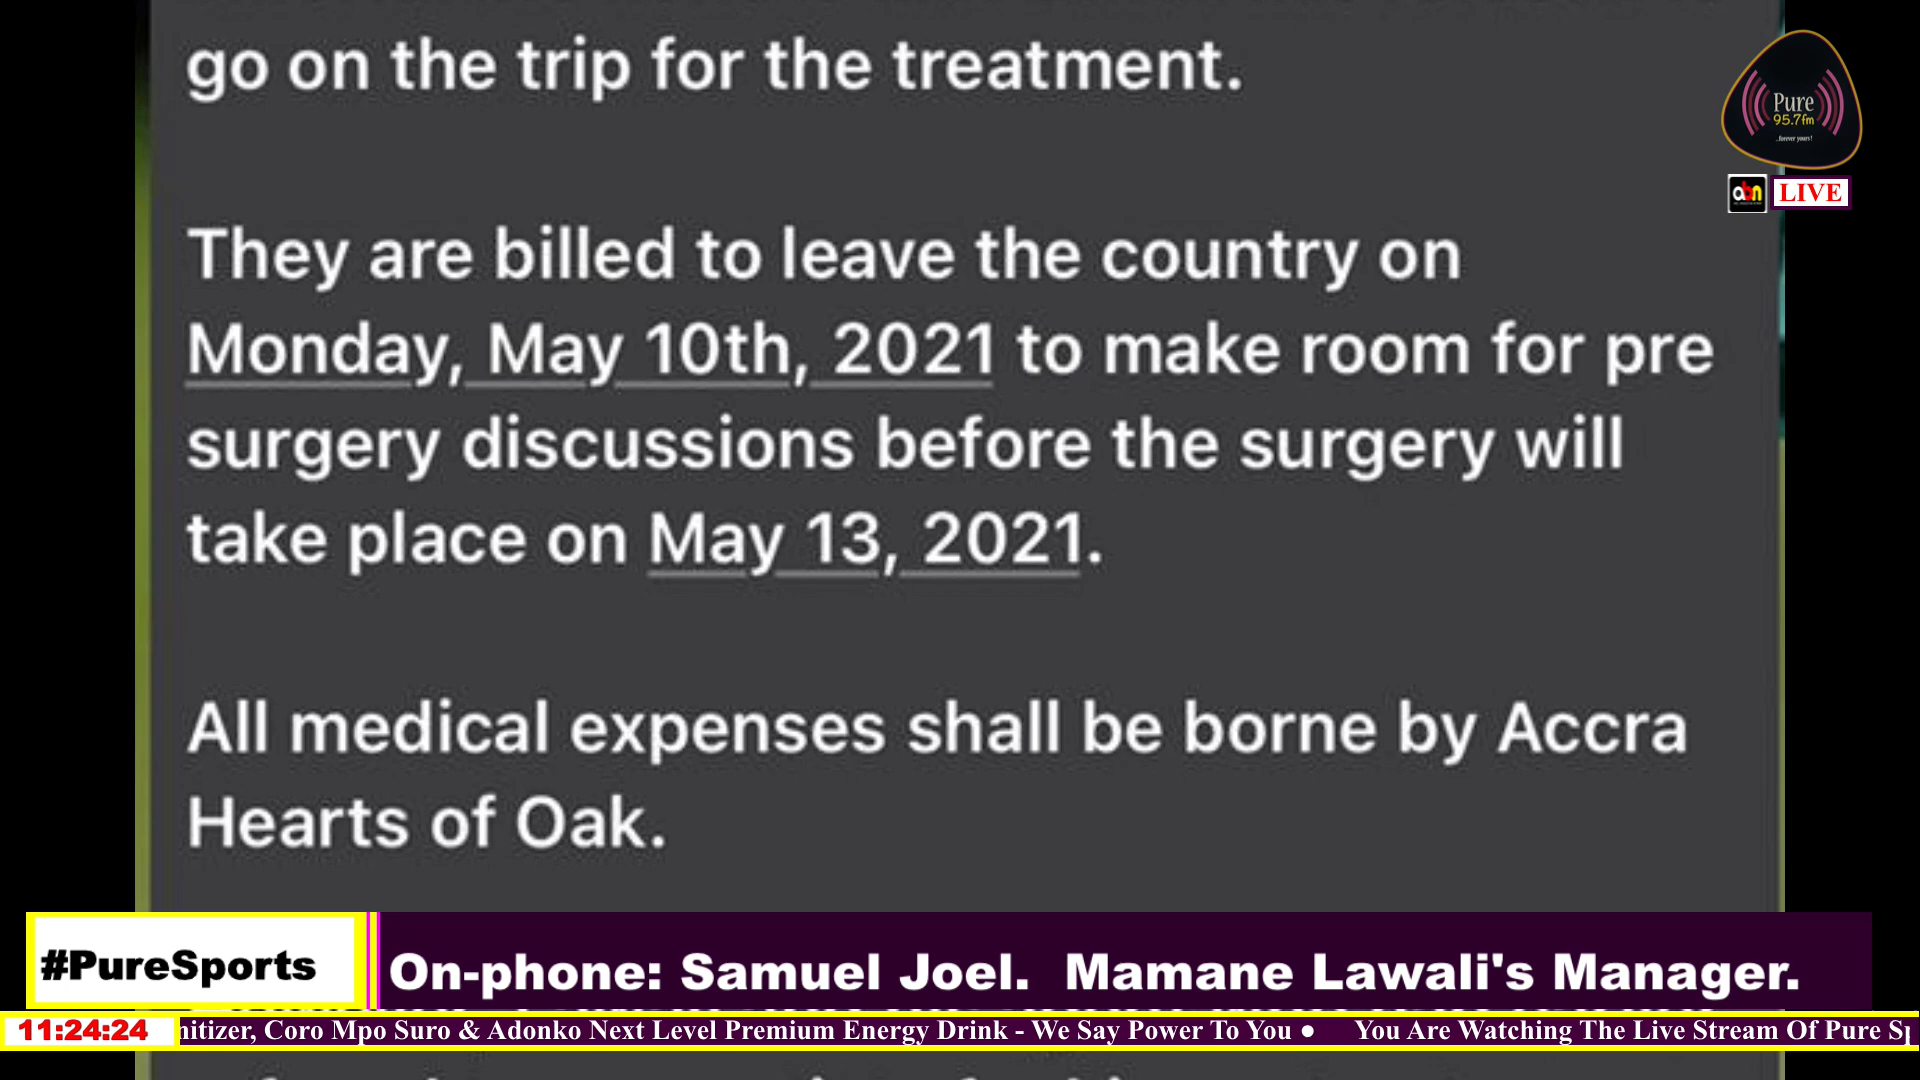 go on the trip for the treatment.
Pure
95.7fm
...forever yours!
abn
LIVE
They are billed to leave the country on
Monday, May 10th, 2021 to make room for pre
surgery discussions before the surgery will
take place on May 13, 2021.
All medical expenses shall be borne by Accra
Hearts of Oak.
#PureSports
On-phone: Samuel Joel. Mamane Lawali's Manager.
11:24:24
nitizer, Coro Mpo Suro & Adonko Next Level Premium Energy Drink - We Say Power To You ● You Are Watching The Live Stream Of Pure Sp